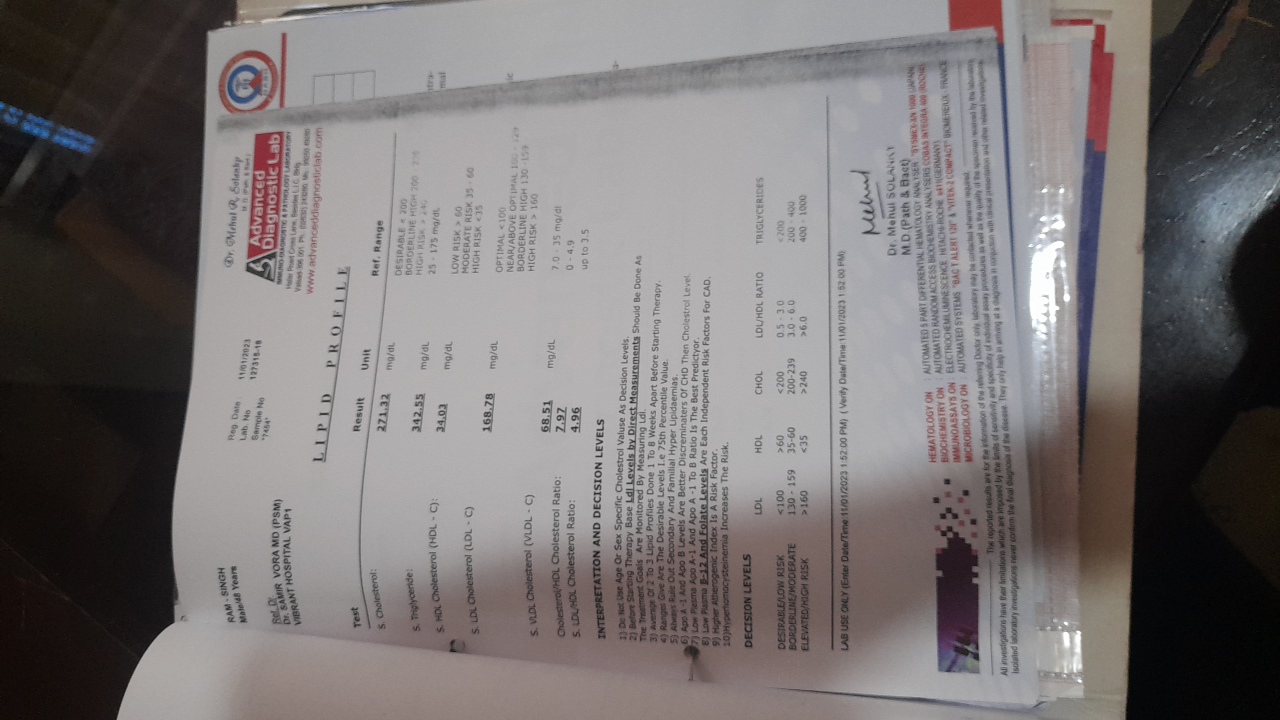 RAM - SINGH
Male/48 Years
Ref. D:
Dr. SAMIR VORA MD (PSM)
VIBRANT HOSPITAL VAP1
Reg. Date : 11/01/2023
Lab. No 127318-18
Sample No
*7454*
Dr. Mehul R. Solanky
M.D. (Path. & Bact.)
Advanced
Diagnostic Lab
IMMUNO-DIAGNOSTIC & PATHOLOGY LABORATORY
Halar Road Cross Lane, Besides L.I.C. Bldg.
www.advanceddiagnosticlab.com
LIPID PROFILE
Test Result Unit Ref. Range
S. Cholesterol: 271.32 mg/dL DESIRABLE < 200
BORDERLINE HIGH 200 - 239
HIGH RISK > 240
S. Triglyceride: 342.55 mg/dL 25 - 175 mg/dL
S. HDL Cholesterol (HDL - C): 34.03 mg/dL LOW RISK > 60
MODERATE RISK 35 - 60
HIGH RISK <35
S. LDL Cholesterol (LDL - C) 168.78 mg/dL OPTIMAL <100
NEAR/ABOVE OPTIMAL 100 - 129
BORDERLINE HIGH 130 -159
HIGH RISK > 160
S. VLDL Cholesterol (VLDL - C) 68.51 mg/dL 7.0 - 35 mg/dl
Cholesterol/HDL Cholesterol Ratio: 7.97 0 - 4.9
S. LDL/HDL Cholesterol Ratio: 4.96 up to 3.5
INTERPRETATION AND DECISION LEVELS
1) Do Not Use Age Or Sex Specific Cholestrol Valuse As Decision Levels.
2) Before Starting Therapy Base Ldl Levels by Direct Measurements Should Be Done As
The Treatment Goals Are Monitored By Measuring Ldl.
3) Average Of 2 To 3 Lipid Profiles Done 1 To 8 Weeks Apart Before Starting Therapy.
4) Ranges Give Are The Desirable Levels I.e 75th Percentile Value.
5) Always Rule Out Secondary And Familial Hyper Lipidaemias.
6) Apo A -1 And Apo B Levels Are Better Discriminaters Of CHD Then Cholestrol Level.
7) Low Plasma Apo A-1 And Apo A -1 To B Ratio Is The Best Predictyor.
8) Low Plasma B-12 And Folate Levels Are Each Independent Risk Factors For CAD.
9) Higher Atherogenic Index Is A Risk Factor.
10)Hyperhomocysteinemia Increases The Risk.
DECISION LEVELS
LDL HDL CHOL LDL/HDL RATIO TRIGLYCERIDES
DESIRABLE/LOW RISK <100 >60 <200 0.5 - 3.0 <200
BORDERLINE/MODERATE 130 - 159 35-60 200-239 3.0 - 6.0 200 - 400
ELEVATED/HIGH RISK >160 <35 >240 >6.0 400 - 1000
LAB USE ONLY (Enter Date/Time:11/01/2023 1:52:00 PM) ( Verify Date/Time:11/01/2023 1:52:00 PM)
Mehul
Dr. Mehul SOLANKY
M.D.(Path & Bact)
HEMATOLOGY ON : AUTOMATED 5 PART DIFFERENTIAL HEMATOLOGY ANALYSER "SYSMEX-XN 1000 (JAPAN)
BIOCHEMISTRY ON : AUTOMATED RANDOM ACCESS BIOCHEMISTRY ANALYSERS COBAS INTEGRA 400 (ROCHE)
IMMUNOASSAYS ON : ELECTROCHEMILUMINESCENCE HITACHI-ROCHE e411(GERMANY)
MICROBIOLOGY ON : AUTOMATED SYSTEMS "BAC T ALERT 120" & "VITEK-2 COMPACT" BIOMERIEUX - FRANCE
The reported results are for the information of the referring Doctor only, laboratory may be contacted whenever required.
All investigations have their limitations which are imposed by the limits of sensitivity and specificity of individual assay procedures as well as the quality of the specimen received by the laboratory.
Isolated laboratory investigations never confirm the final diagnosis of the disease. They only help in arriving at a diagnosis in conjuction with clinical presentation and other related investigations.